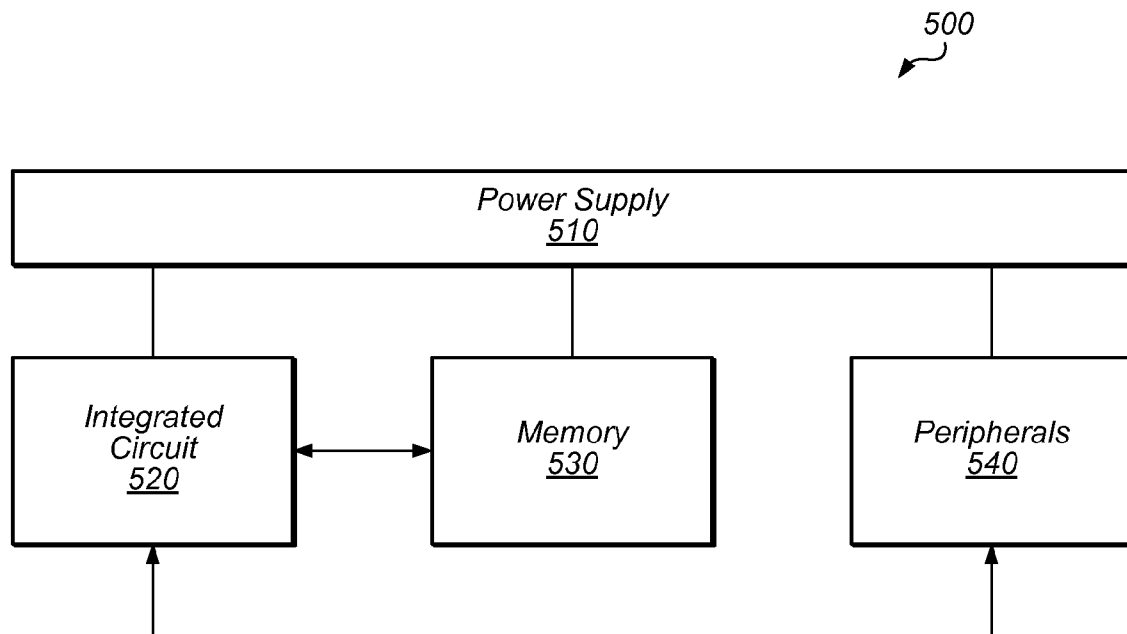 500
Power Supply
510
Integrated
Circuit
520
Memory
530
Peripherals
540